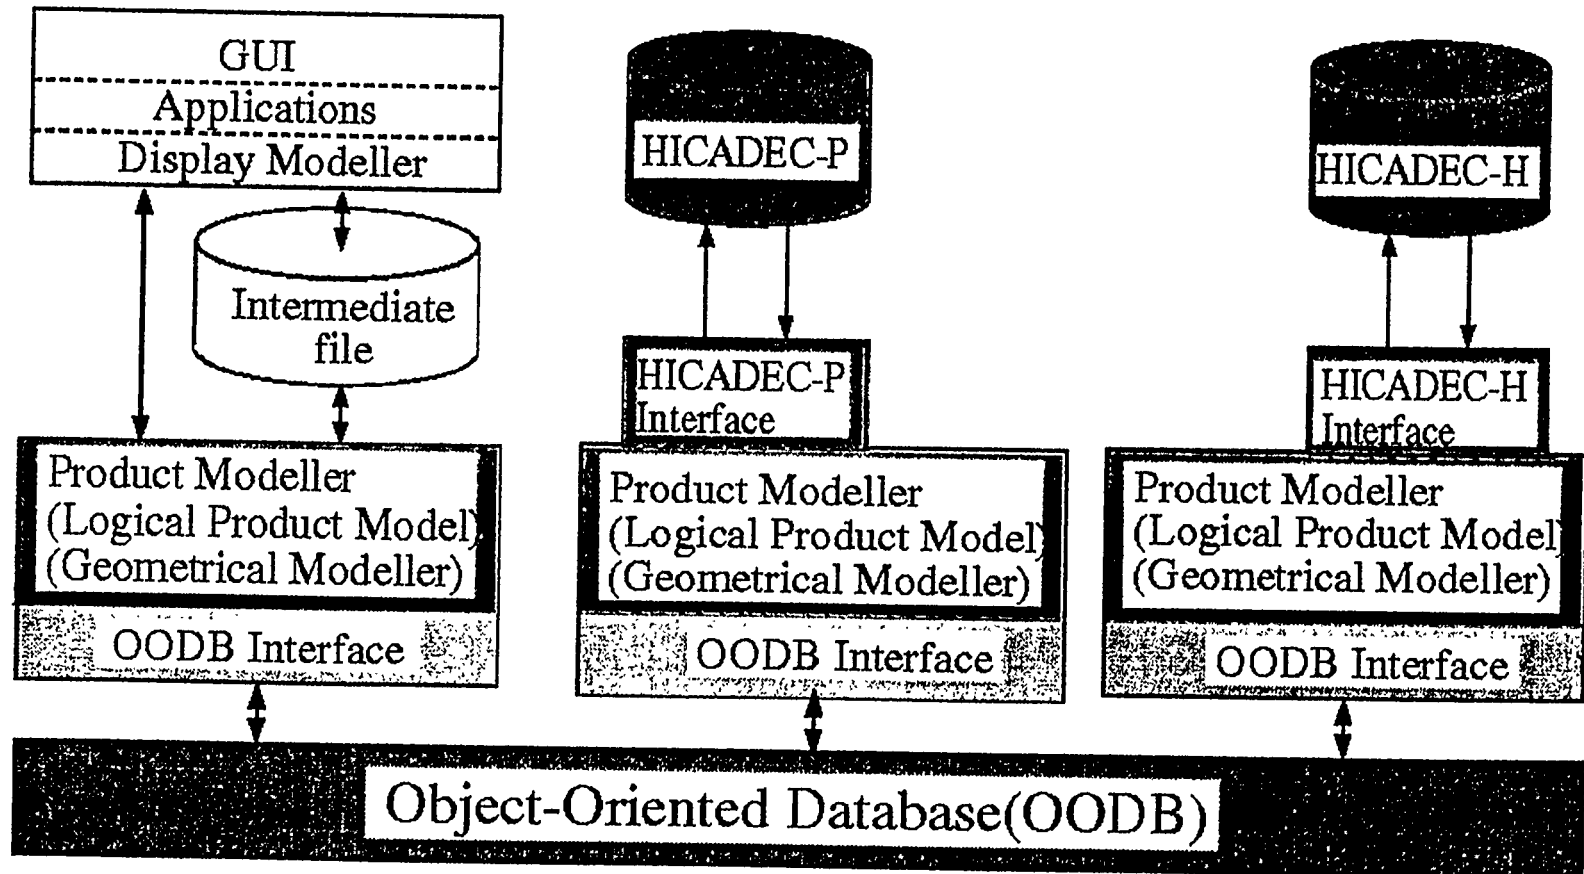 GUI
Applications
Display Modeller
Intermediate
file
Product Modeller
(Logical Product Model)
(Geometrical Modeller)
OODB Interface
HICADEC-P
HICADEC-P
Interface
Product Modeller
(Logical Product Model)
(Geometrical Modeller)
OODB Interface
HICADEC-H
HICADEC-H
Interface
Product Modeller
(Logical Product Model)
(Geometrical Modeller)
OODB Interface
Object-Oriented Database(OODB)